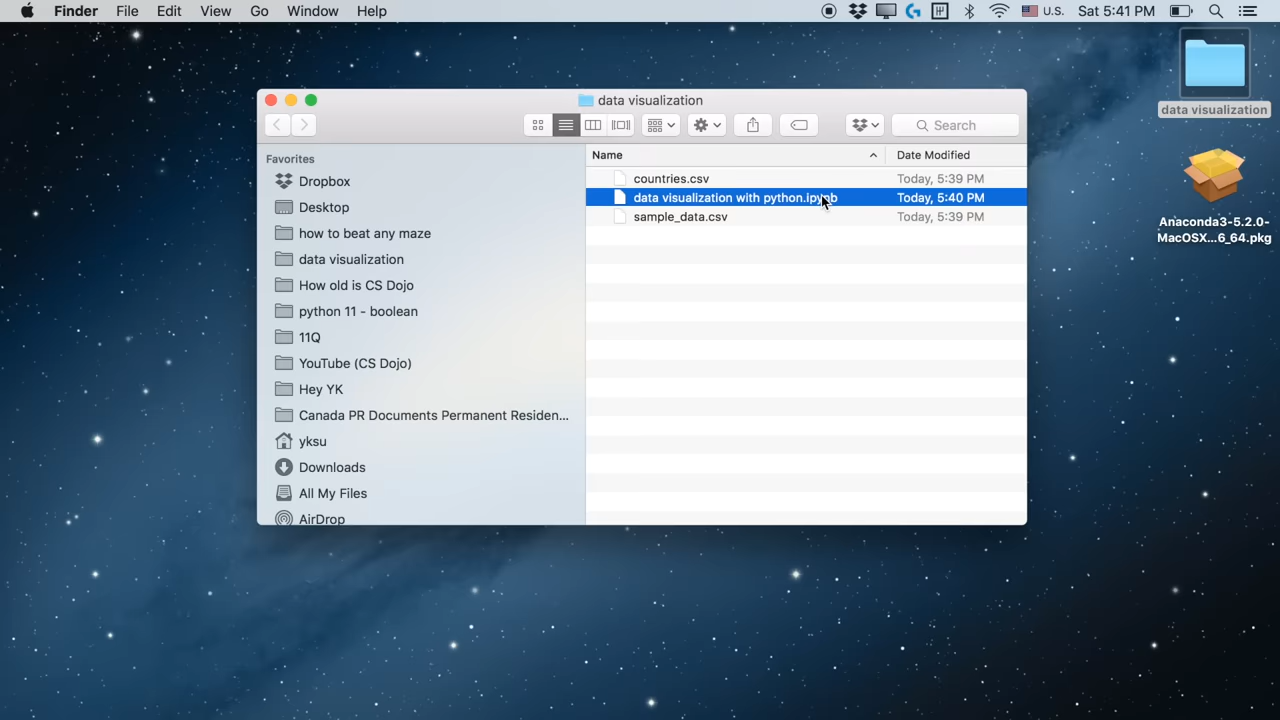 Finder File Edit View Go Window Help U.S. Sat 5:41 PM
data visualization
Search
Favorites
Dropbox
Desktop
how to beat any maze
data visualization
How old is CS Dojo
python 11 - boolean
11Q
YouTube (CS Dojo)
Hey YK
Canada PR Documents Permanent Residen...
yksu
Downloads
All My Files
AirDrop
Name Date Modified
countries.csv Today, 5:39 PM
data visualization with python.ipynb Today, 5:40 PM
sample_data.csv Today, 5:39 PM
data visualization
Anaconda3-5.2.0-
MacOSX...6_64.pkg